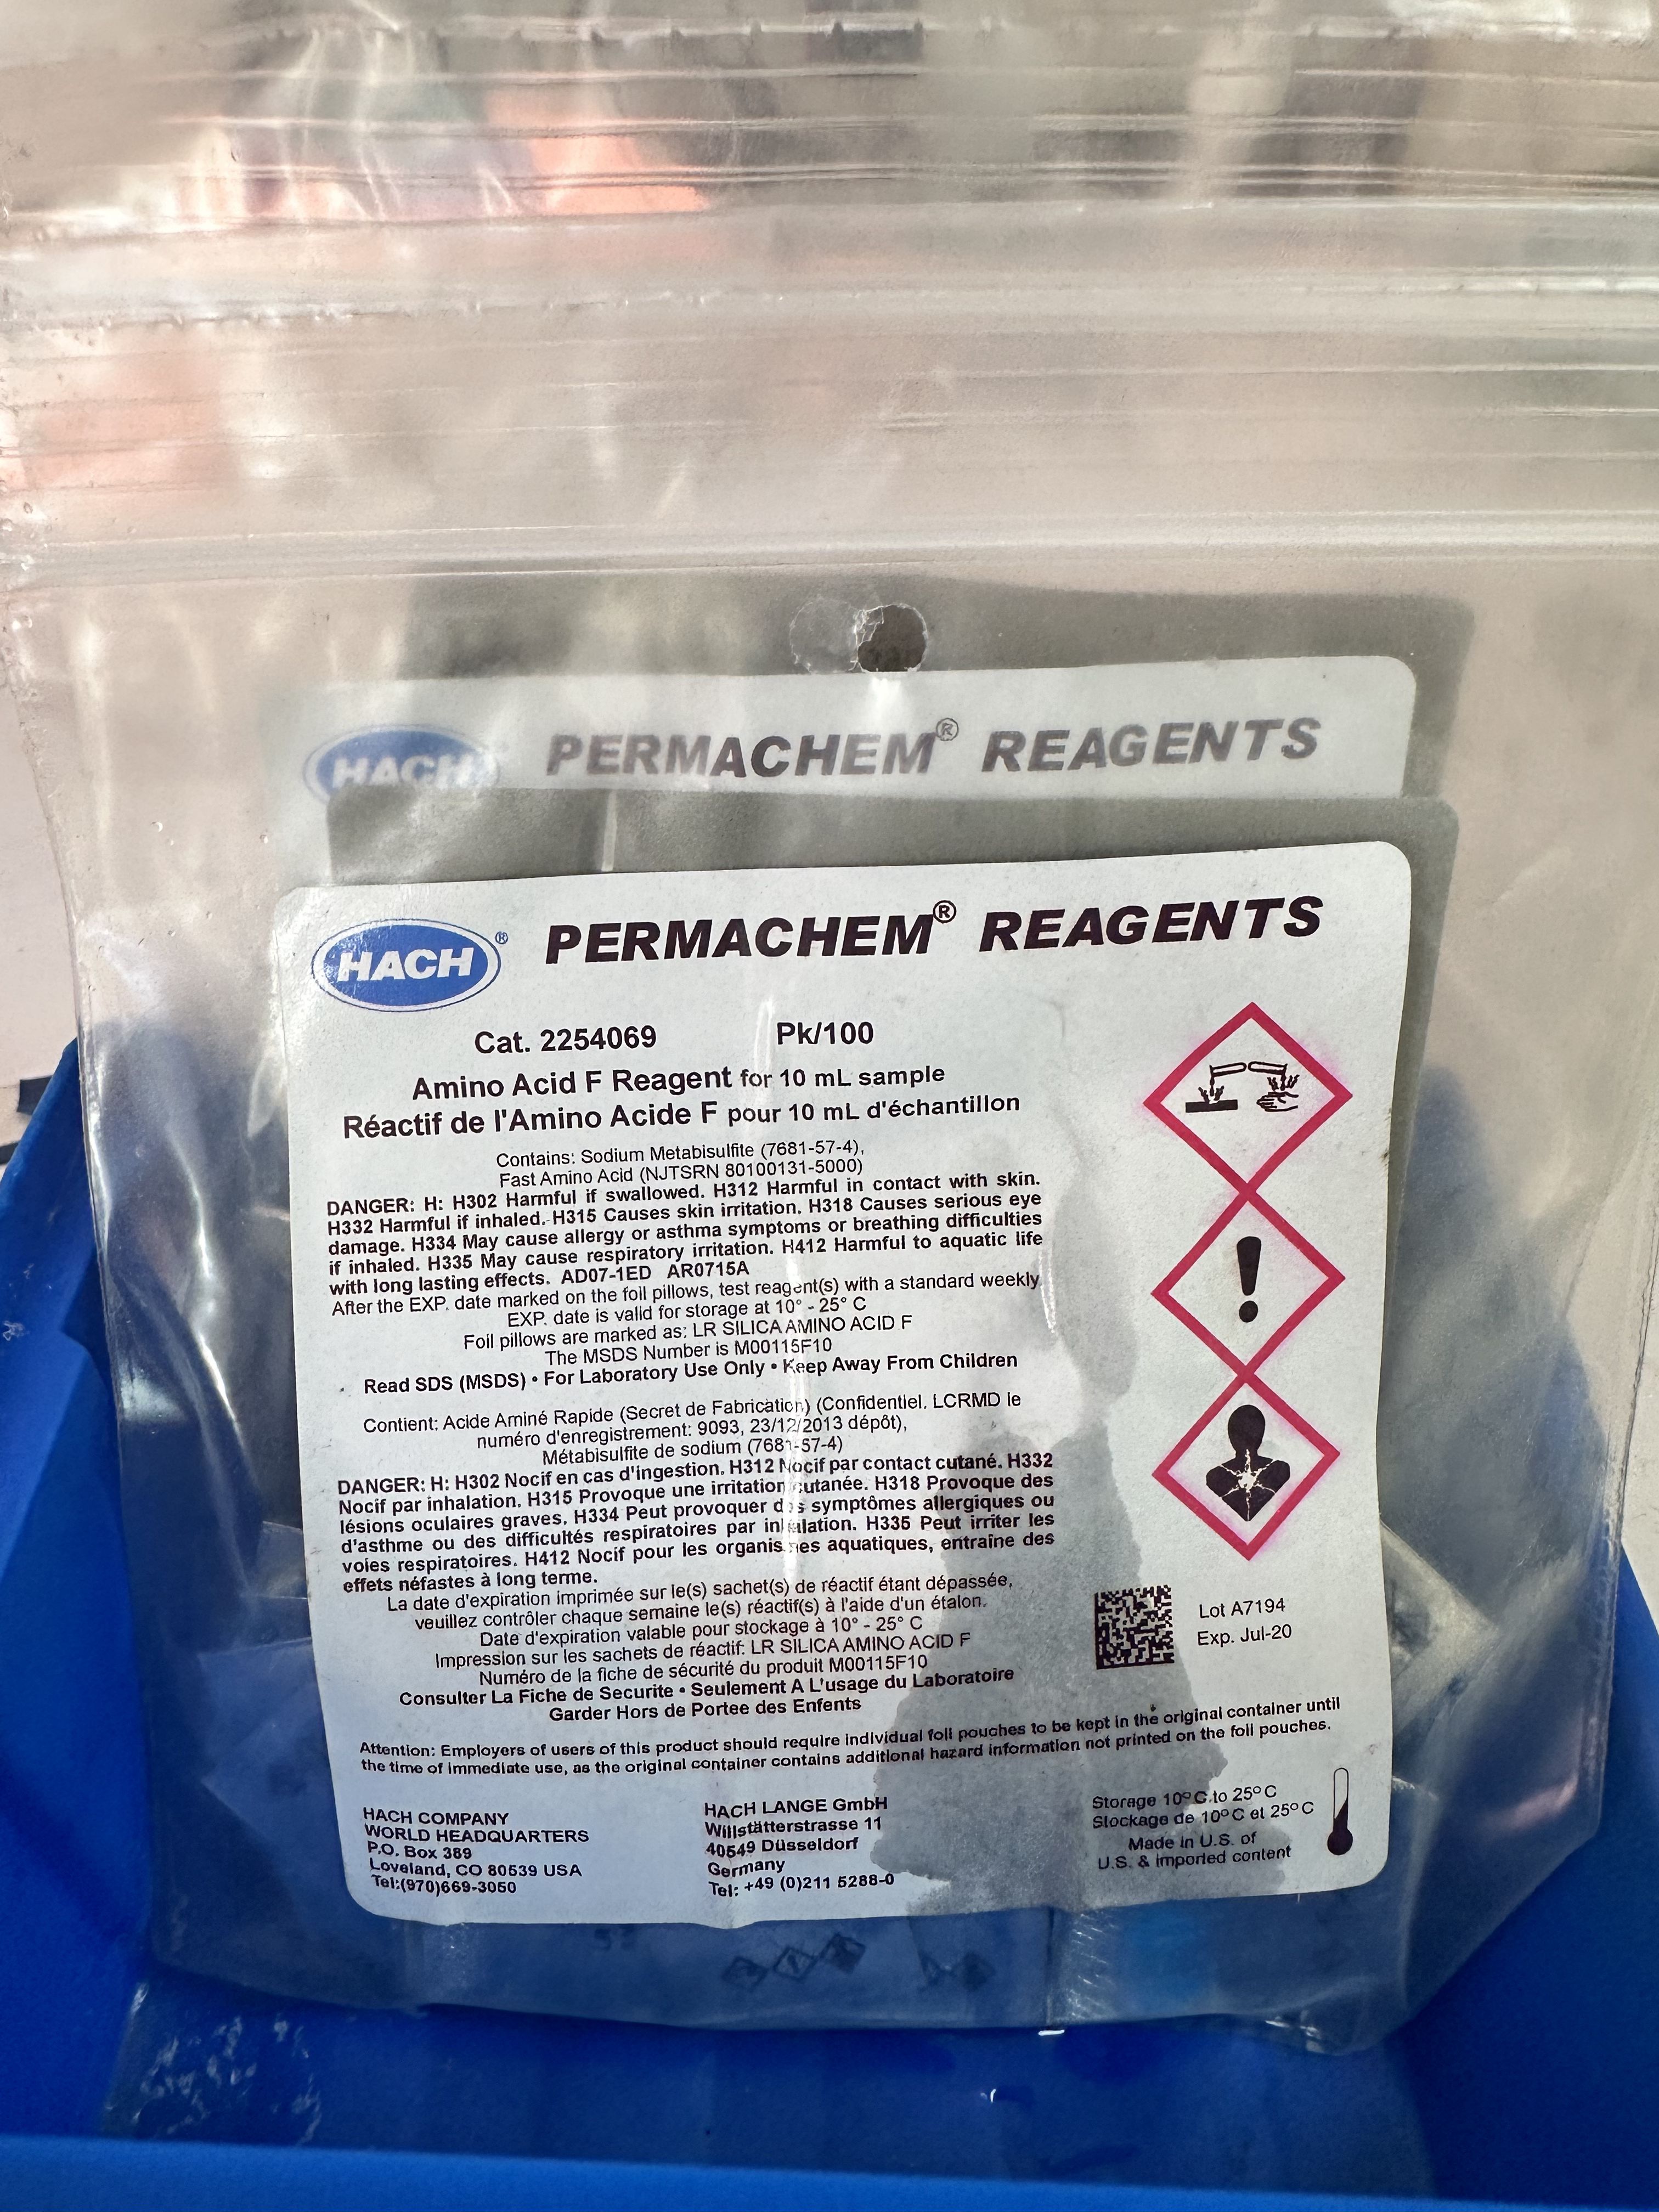 HACH PERMACHEM® REAGENTS
HACH® PERMACHEM® REAGENTS
Cat. 2254069 Pk/100
Amino Acid F Reagent for 10 mL sample
Réactif de l'Amino Acide F pour 10 mL d'échantillon
Contains: Sodium Metabisulfite (7681-57-4),
Fast Amino Acid (NJTSRN 80100131-5000)
DANGER: H: H302 Harmful if swallowed. H312 Harmful in contact with skin.
H332 Harmful if inhaled. H315 Causes skin irritation. H318 Causes serious eye
damage. H334 May cause allergy or asthma symptoms or breathing difficulties
if inhaled. H335 May cause respiratory irritation. H412 Harmful to aquatic life
with long lasting effects. AD07-1ED AR0715A
After the EXP. date marked on the foil pillows, test reagent(s) with a standard weekly
EXP. date is valid for storage at 10° - 25° C
Foil pillows are marked as: LR SILICA AMINO ACID F
The MSDS Number is M00115F10
Read SDS (MSDS) • For Laboratory Use Only • Keep Away From Children
Contient: Acide Aminé Rapide (Secret de Fabrication) (Confidentiel, LCRMD le
numéro d'enregistrement: 9093, 23/12/2013 dépôt),
Métabisulfite de sodium (7681-57-4)
DANGER: H: H302 Nocif en cas d'ingestion. H312 Nocif par contact cutané. H332
Nocif par inhalation. H315 Provoque une irritation cutanée. H318 Provoque des
lésions oculaires graves. H334 Peut provoquer des symptômes allergiques ou
d'asthme ou des difficultés respiratoires par inhalation. H335 Peut irriter les
voies respiratoires. H412 Nocif pour les organismes aquatiques, entraîne des
effets néfastes à long terme.
La date d'expiration imprimée sur le(s) sachet(s) de réactif étant dépassée,
veuillez contrôler chaque semaine le(s) réactif(s) à l'aide d'un étalon.
Date d'expiration valable pour stockage à 10° - 25° C
Impression sur les sachets de réactif: LR SILICA AMINO ACID F
Numéro de la fiche de sécurité du produit M00115F10
Consulter La Fiche de Securite • Seulement A L'usage du Laboratoire
Garder Hors de Portee des Enfents
Lot A7194
Exp. Jul-20
Attention: Employers of users of this product should require individual foil pouches to be kept in the original container until
the time of immediate use, as the original container contains additional hazard information not printed on the foil pouches.
HACH COMPANY
WORLD HEADQUARTERS
P.O. Box 389
Loveland, CO 80539 USA
Tel:(970)669-3050
HACH LANGE GmbH
Willstätterstrasse 11
40549 Düsseldorf
Germany
Tel: +49 (0)211 5288-0
Storage 10°C to 25°C
Stockage de 10°C et 25°C
Made in U.S. of
U.S. & imported content